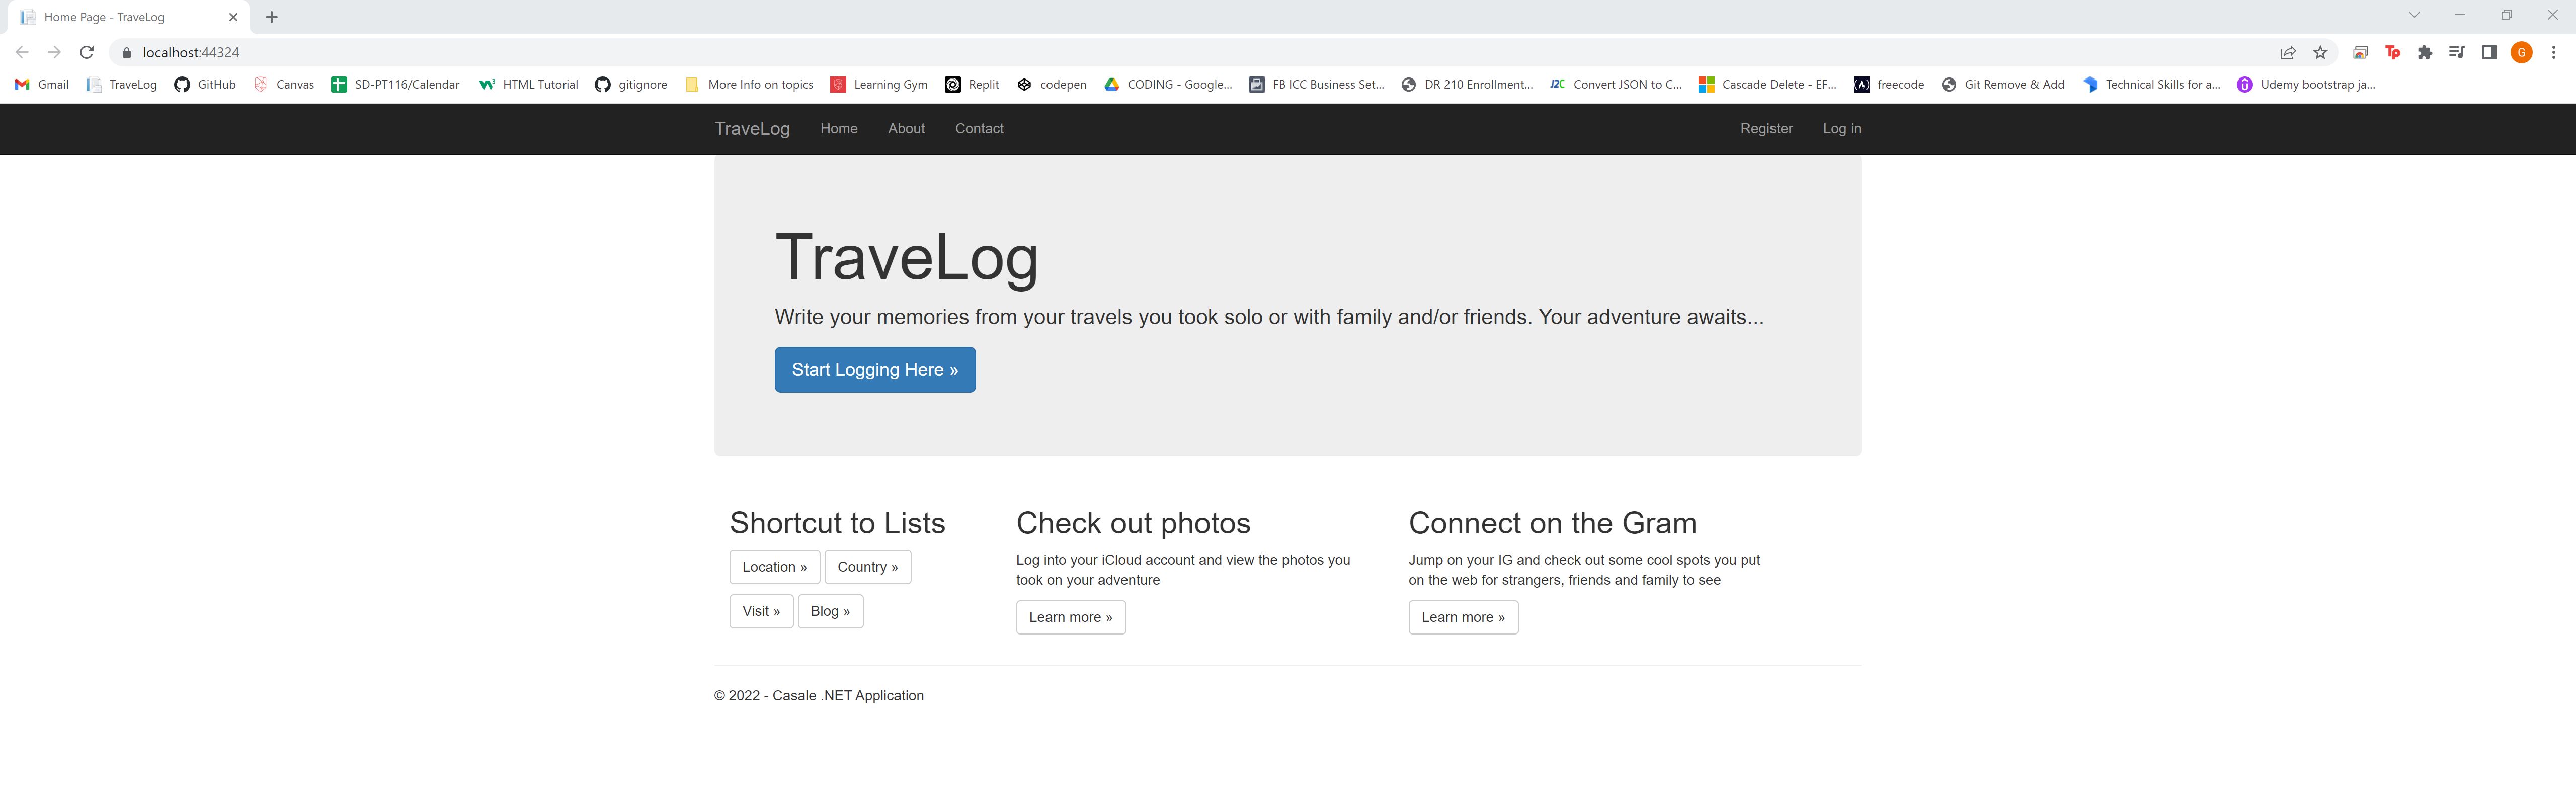 Home Page - TraveLog
localhost:44324
G
Gmail TraveLog GitHub Canvas SD-PT116/Calendar HTML Tutorial gitignore More Info on topics Learning Gym Replit codepen CODING - Google... FB ICC Business Set... DR 210 Enrollment... J2C Convert JSON to C... Cascade Delete - EF... freecode Git Remove & Add Technical Skills for a... Udemy bootstrap ja...
TraveLog Home About Contact Register Log in
TraveLog
Write your memories from your travels you took solo or with family and/or friends. Your adventure awaits...
Start Logging Here »
Shortcut to Lists
Location » Country »
Visit » Blog »
Check out photos
Log into your iCloud account and view the photos you
took on your adventure
Learn more »
Connect on the Gram
Jump on your IG and check out some cool spots you put
on the web for strangers, friends and family to see
Learn more »
© 2022 - Casale .NET Application